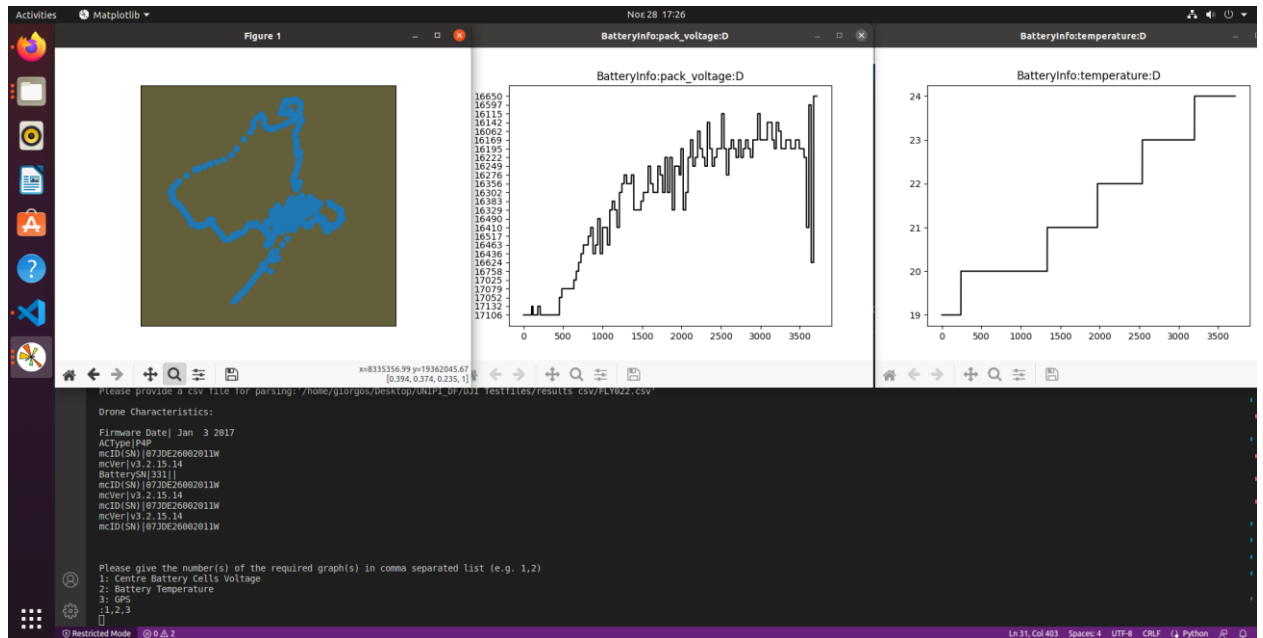 Activities
Matplotlib
Νοε 28 17:26
Figure 1
BatteryInfo:pack_voltage:D
BatteryInfo:temperature:D
BatteryInfo:pack_voltage:D
16650
16597
16115
16142
16062
16169
16195
16222
16249
16276
16356
16302
16383
16329
16490
16410
16517
16463
16436
16624
16758
17025
17079
17052
17132
17106
0 500 1000 1500 2000 2500 3000 3500
BatteryInfo:temperature:D
24
23
22
21
20
19
0 500 1000 1500 2000 2500 3000 3500
x=8335356.99 y=19362045.67
[0.394, 0.374, 0.235, 1]
Please provide a csv file for parsing:'/home/giorgos/Desktop/UNIPI_DF/DJI Testfiles/results csv/FLY022.csv'
Drone Characteristics:
Firmware Date| Jan 3 2017
ACType|P4P
mcID(SN)|07JDE26002011W
mcVer|v3.2.15.14
BatterySN|331||
mcID(SN)|07JDE26002011W
mcVer|v3.2.15.14
mcID(SN)|07JDE26002011W
mcVer|v3.2.15.14
mcID(SN)|07JDE26002011W
Please give the number(s) of the required graph(s) in comma separated list (e.g. 1,2)
1: Centre Battery Cells Voltage
2: Battery Temperature
3: GPS
:1,2,3
Restricted Mode 0 2
Ln 31, Col 403 Spaces: 4 UTF-8 CRLF Python